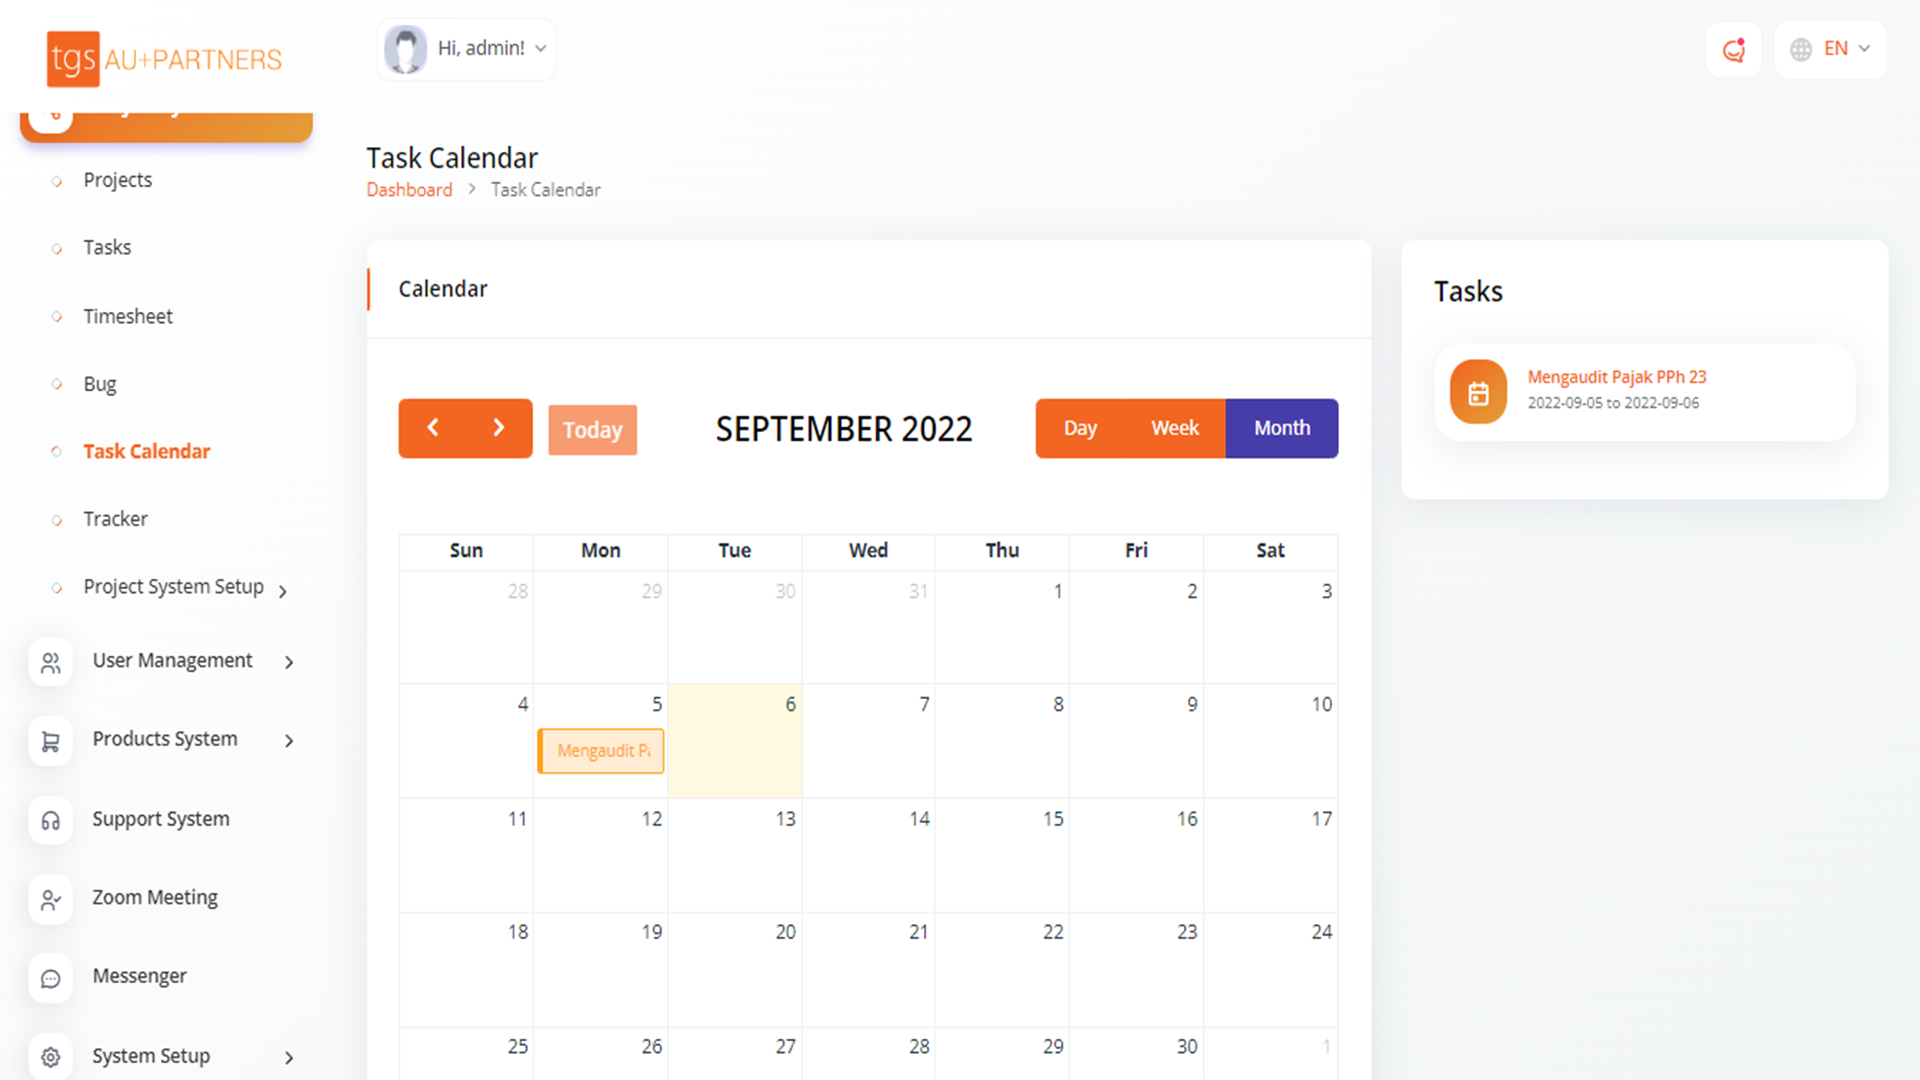 tgs AU+PARTNERS
Hi, admin!
EN
Projects
Tasks
Timesheet
Bug
Task Calendar
Tracker
Project System Setup
User Management
Products System
Support System
Zoom Meeting
Messenger
System Setup
Task Calendar
Dashboard > Task Calendar
Calendar
Today
SEPTEMBER 2022
Day Week Month
Sun Mon Tue Wed Thu Fri Sat
28 29 30 31 1 2 3
4 5 6 7 8 9 10
Mengaudit Pa
11 12 13 14 15 16 17
18 19 20 21 22 23 24
25 26 27 28 29 30 1
Tasks
Mengaudit Pajak PPh 23
2022-09-05 to 2022-09-06